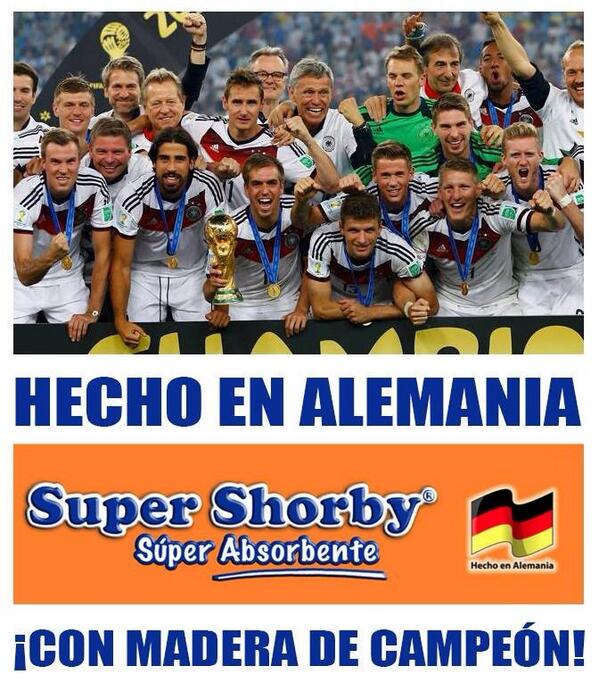 HECHO EN ALEMANIA
Super Shorby®
Súper Absorbente
Hecho en Alemania
¡CON MADERA DE CAMPEÓN!